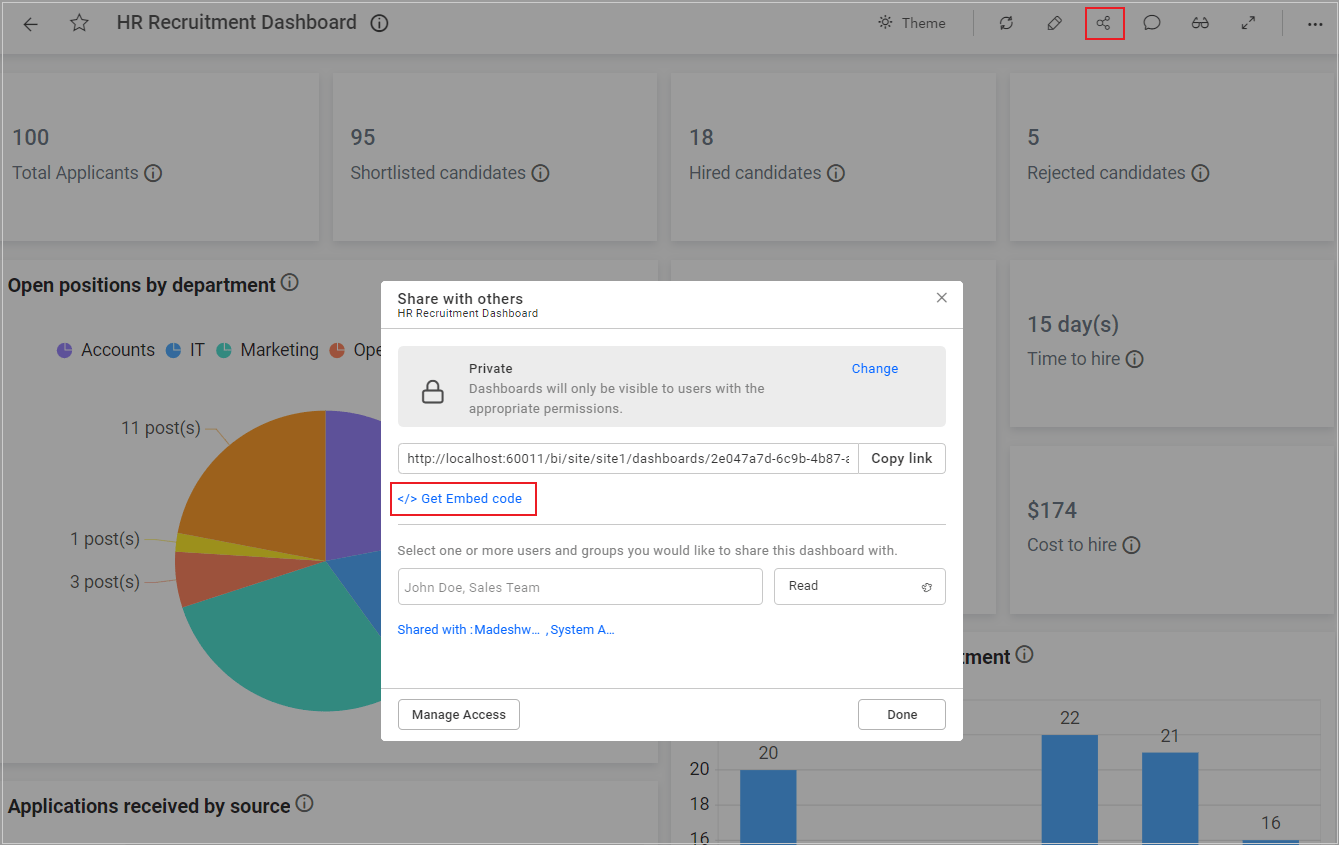 HR Recruitment Dashboard
Theme
100
Total Applicants
95
Shortlisted candidates
18
Hired candidates
5
Rejected candidates
Open positions by department
Accounts IT Marketing Ope
11 post(s)
1 post(s)
3 post(s)
Share with others
HR Recruitment Dashboard
Private
Change
Dashboards will only be visible to users with the
appropriate permissions.
http://localhost:60011/bi/site/site1/dashboards/2e047a7d-6c9b-4b87-a
Copy link
</> Get Embed code
Select one or more users and groups you would like to share this dashboard with.
John Doe, Sales Team
Read
Shared with :Madeshw... ,System A...
Manage Access
Done
15 day(s)
Time to hire
$174
Cost to hire
tment
22
21
20
20
18
16
16
Applications received by source